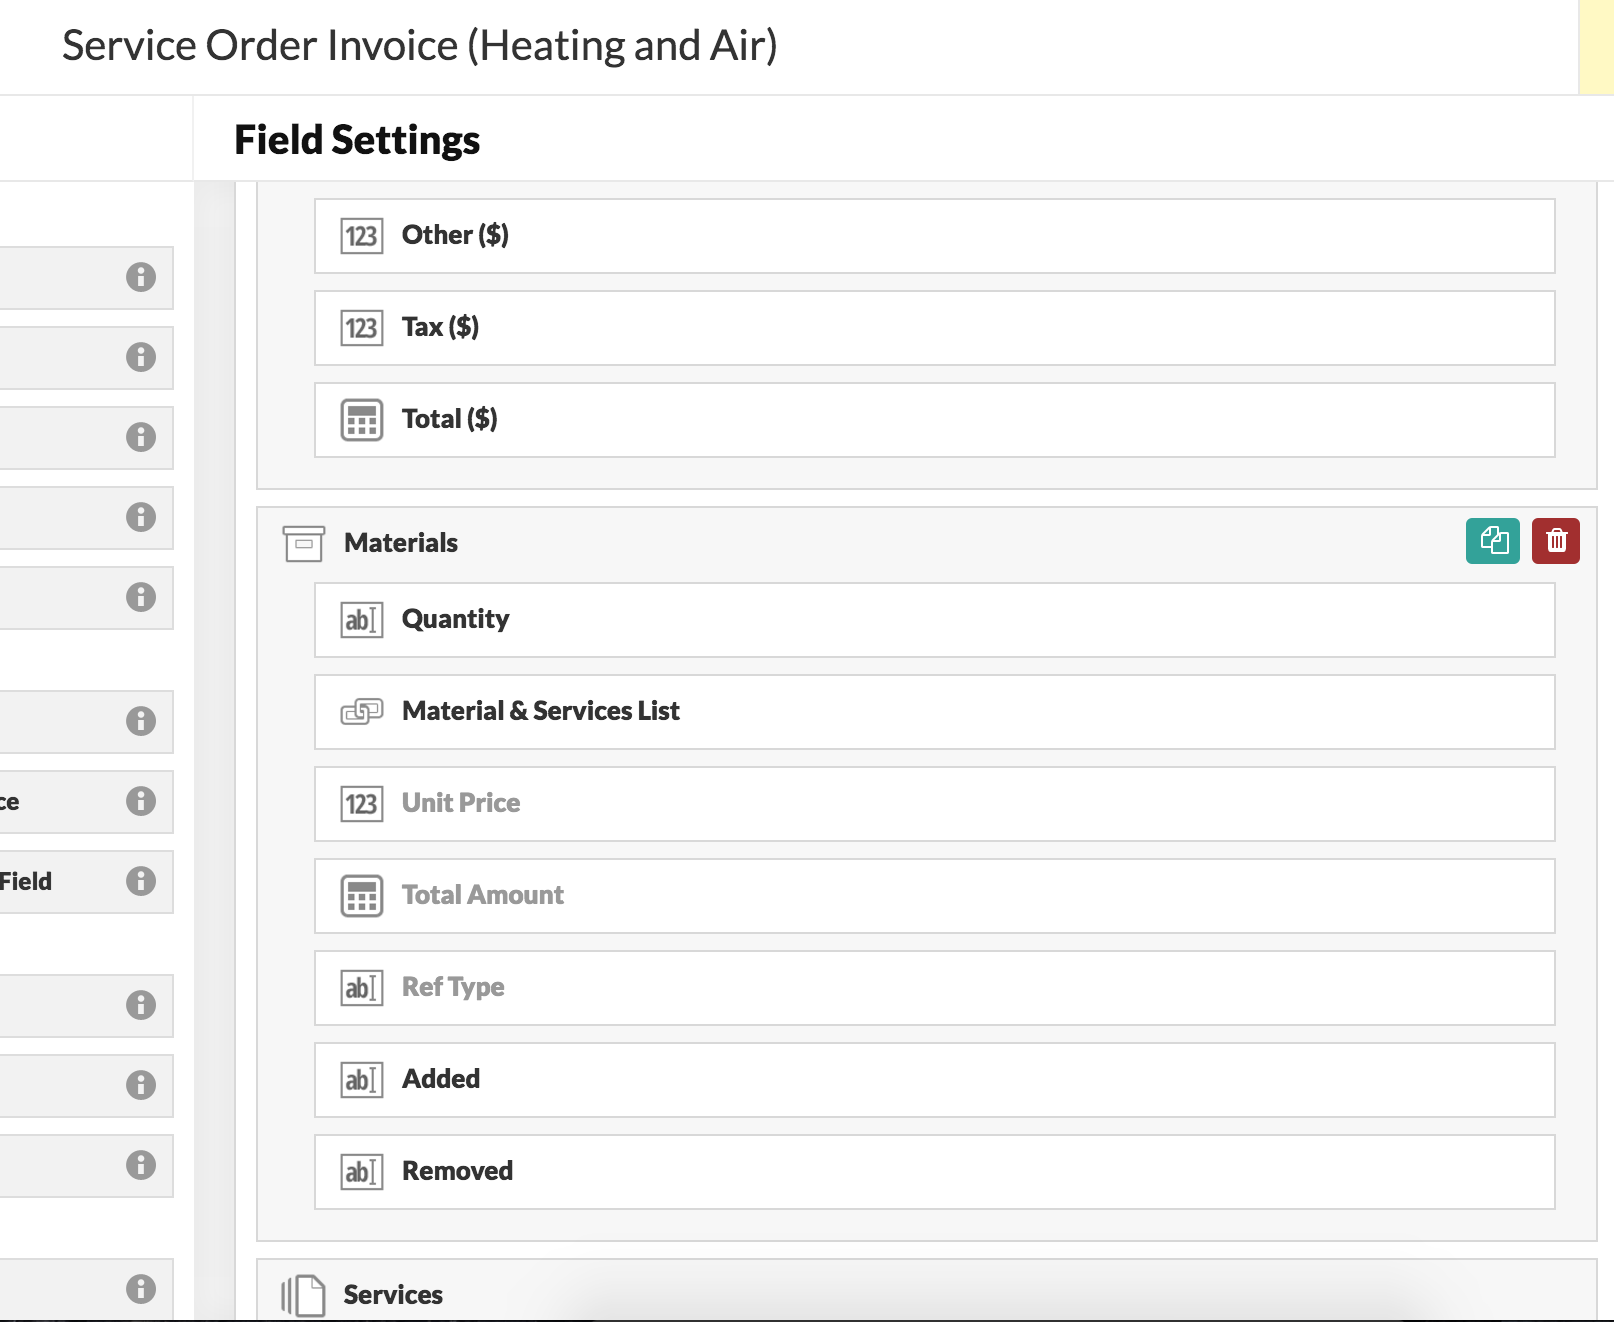 Service Order Invoice (Heating and Air)
Field Settings
123 Other ($)
123 Tax ($)
Total ($)
Materials
ab Quantity
Material & Services List
123 Unit Price
ce
Total Amount
Field
ab Ref Type
ab Added
ab Removed
Services